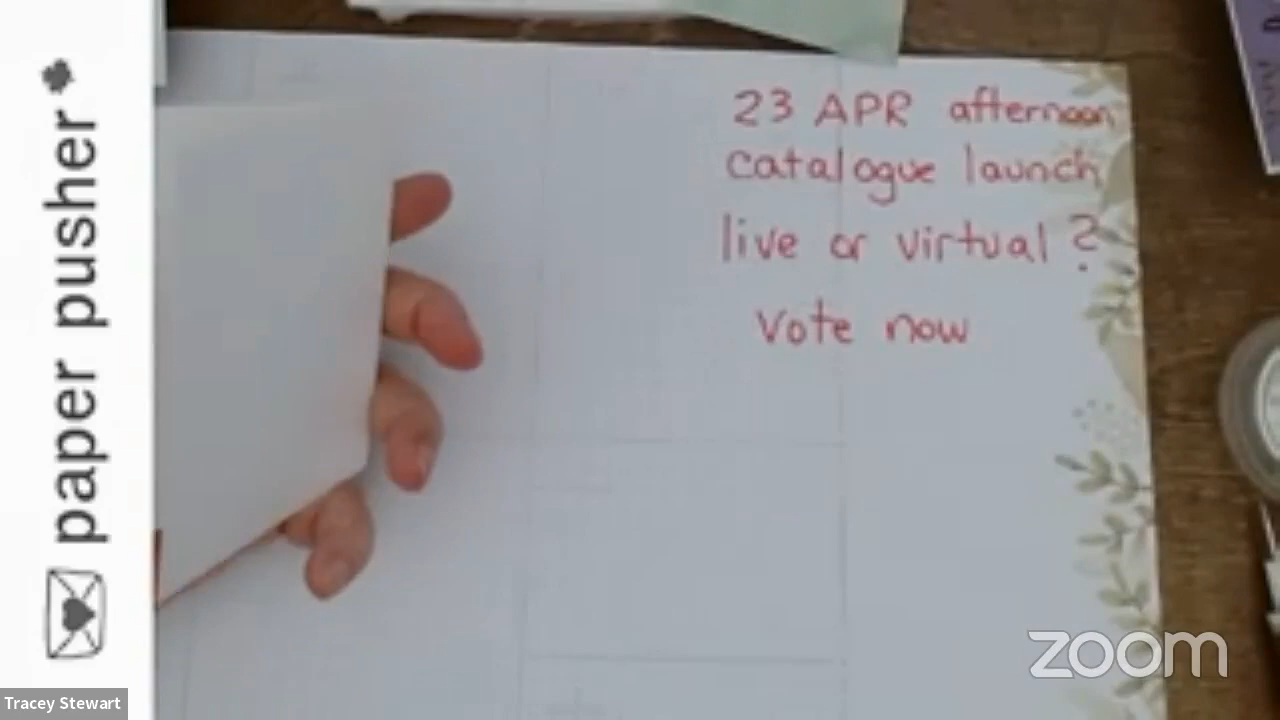 paper pusher
23 APR afternoon
catalogue launch
live or virtual ?
Vote now
zoom
Tracey Stewart